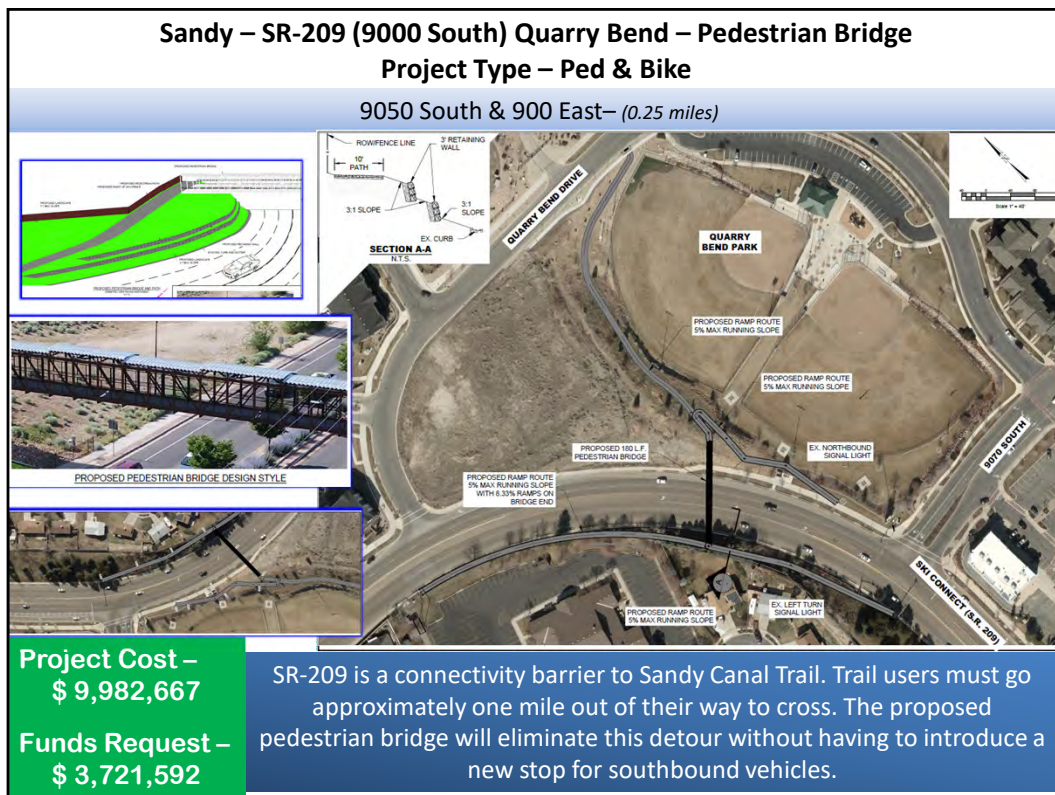 Sandy – SR-209 (9000 South) Quarry Bend – Pedestrian Bridge
Project Type – Ped & Bike
9050 South & 900 East– (0.25 miles)
ROW/FENCE LINE
3' RETAINING
WALL
10'
PATH
3:1 SLOPE
3:1
SLOPE
EX. CURB
SECTION A-A
N.T.S.
QUARRY BEND DRIVE
QUARRY
BEND PARK
Scale 1" = 40'
PROPOSED RAMP ROUTE
5% MAX RUNNING SLOPE
PROPOSED RAMP ROUTE
5% MAX RUNNING SLOPE
PROPOSED 180 L.F.
PEDESTRIAN BRIDGE
EX. NORTHBOUND
SIGNAL LIGHT
9070 SOUTH
PROPOSED RAMP ROUTE
5% MAX RUNNING SLOPE
WITH 8.33% RAMPS ON
BRIDGE END
SKI CONNECT (S.R. 209)
PROPOSED RAMP ROUTE
5% MAX RUNNING SLOPE
EX. LEFT TURN
SIGNAL LIGHT
PROPOSED PEDESTRIAN BRIDGE DESIGN STYLE
Project Cost –
$ 9,982,667
Funds Request –
$ 3,721,592
SR-209 is a connectivity barrier to Sandy Canal Trail. Trail users must go
approximately one mile out of their way to cross. The proposed
pedestrian bridge will eliminate this detour without having to introduce a
new stop for southbound vehicles.